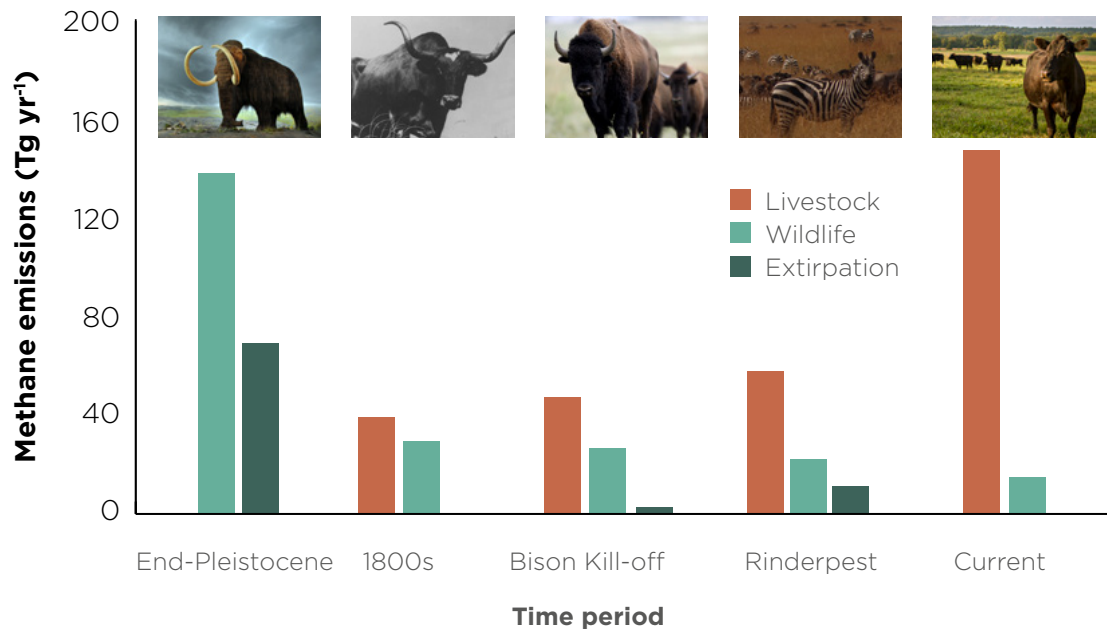 200
160
120
80
40
0
Methane emissions (Tg yr⁻¹)
Livestock
Wildlife
Extirpation
End-Pleistocene
1800s
Bison Kill-off
Rinderpest
Current
Time period